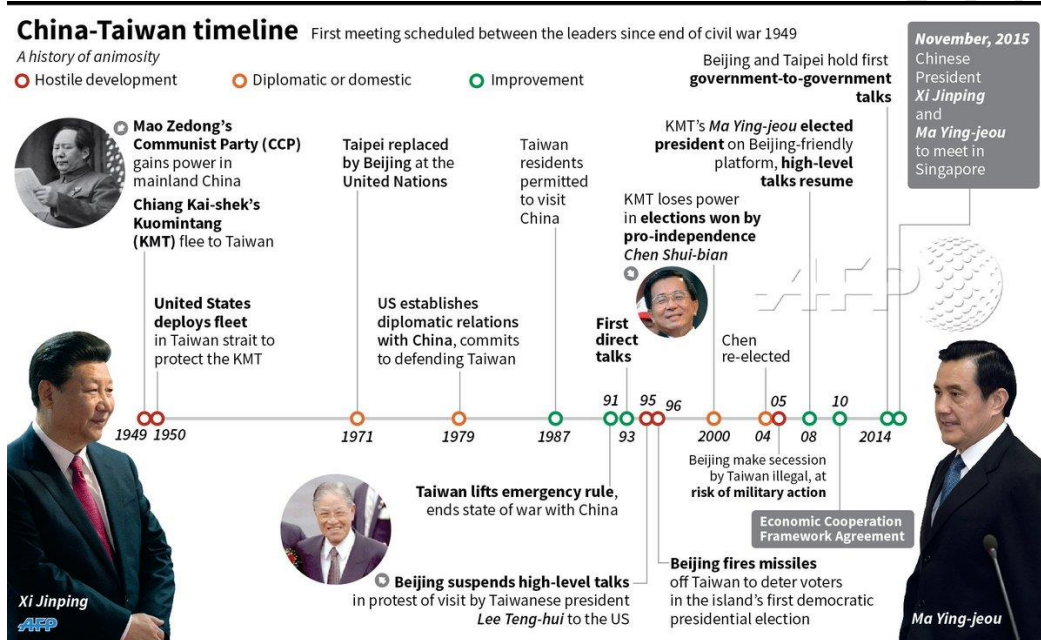 China-Taiwan timeline First meeting scheduled between the leaders since end of civil war 1949
A history of animosity
Hostile development
Diplomatic or domestic
Improvement
Mao Zedong's
Communist Party (CCP)
gains power in
mainland China
Chiang Kai-shek's
Kuomintang
(KMT) flee to Taiwan
United States
deploys fleet
in Taiwan strait to
protect the KMT
Taipei replaced
by Beijing at the
United Nations
US establishes
diplomatic relations
with China, commits
to defending Taiwan
Taiwan
residents
permitted
to visit
China
First
direct
talks
KMT loses power
in elections won by
pro-independence
Chen Shui-bian
Chen
re-elected
KMT's Ma Ying-jeou elected
president on Beijing-friendly
platform, high-level
talks resume
Beijing and Taipei hold first
government-to-government
talks
November, 2015
Chinese
President
Xi Jinping
and
Ma Ying-jeou
to meet in
Singapore
AFP
1949
1950
1971
1979
1987
91
93
95
96
2000
04
05
08
10
2014
Taiwan lifts emergency rule,
ends state of war with China
Beijing suspends high-level talks
in protest of visit by Taiwanese president
Lee Teng-hui to the US
Beijing fires missiles
off Taiwan to deter voters
in the island's first democratic
presidential election
Beijing make secession
by Taiwan illegal, at
risk of military action
Economic Cooperation
Framework Agreement
Xi Jinping
AFP
Ma Ying-jeou